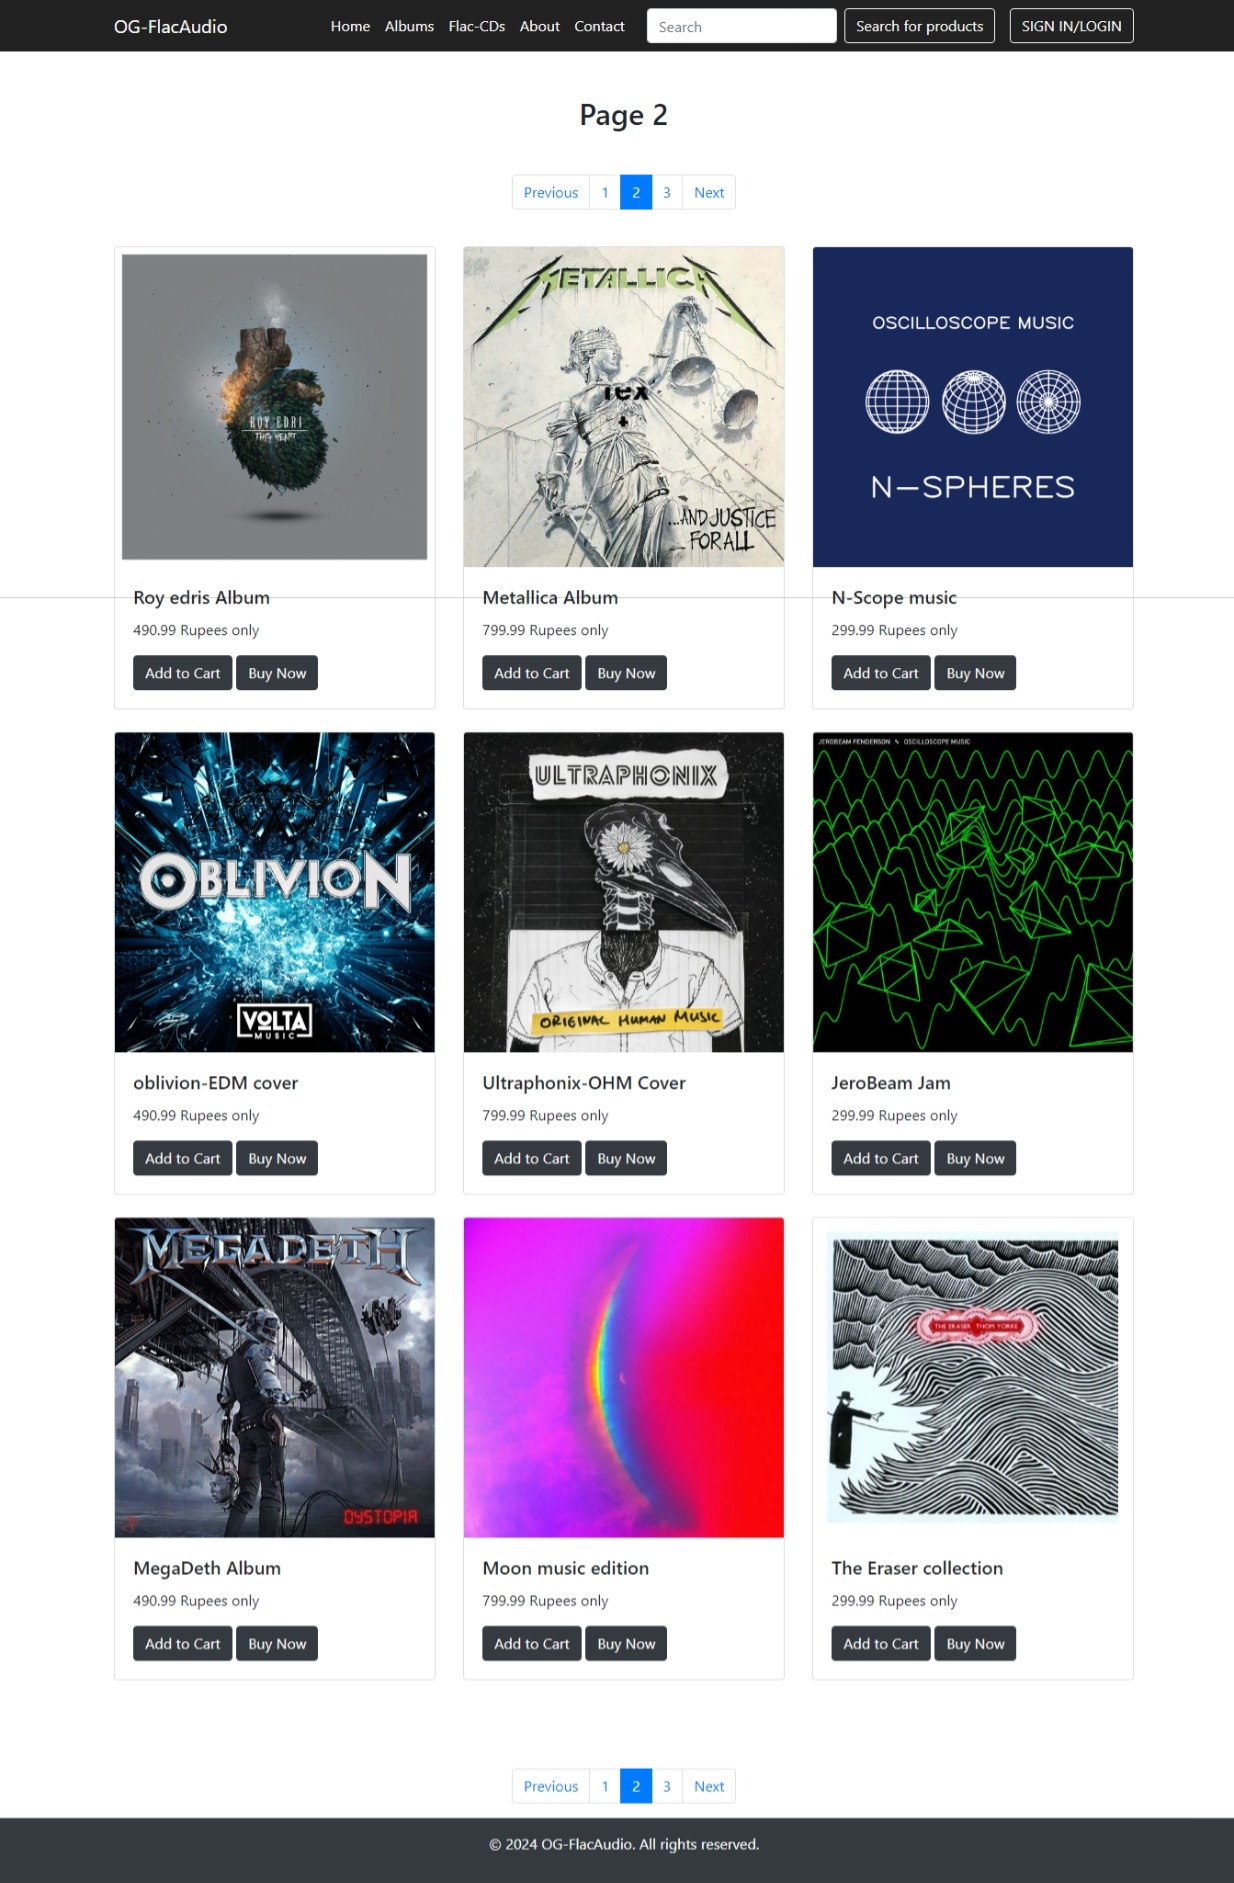 OG-FlacAudio Home Albums Flac-CDs About Contact Search Search for products SIGN IN/LOGIN
Page 2
Previous 1 2 3 Next
ROY EDRI
THIS HEART
METALLICA
...AND JUSTICE
FOR ALL
OSCILLOSCOPE MUSIC
N-SPHERES
Roy edris Album
490.99 Rupees only
Add to Cart Buy Now
Metallica Album
799.99 Rupees only
Add to Cart Buy Now
N-Scope music
299.99 Rupees only
Add to Cart Buy Now
OBLIVION
VOLTA
MUSIC
ULTRAPHONIX
ORIGINAL HUMAN MUSIC
JEROBEAM FENDERSON OSCILLOSCOPE MUSIC
oblivion-EDM cover
490.99 Rupees only
Add to Cart Buy Now
Ultraphonix-OHM Cover
799.99 Rupees only
Add to Cart Buy Now
JeroBeam Jam
299.99 Rupees only
Add to Cart Buy Now
MEGADETH
DYSTOPIA
THE ERASER THOM YORKE
MegaDeth Album
490.99 Rupees only
Add to Cart Buy Now
Moon music edition
799.99 Rupees only
Add to Cart Buy Now
The Eraser collection
299.99 Rupees only
Add to Cart Buy Now
Previous 1 2 3 Next
© 2024 OG-FlacAudio. All rights reserved.